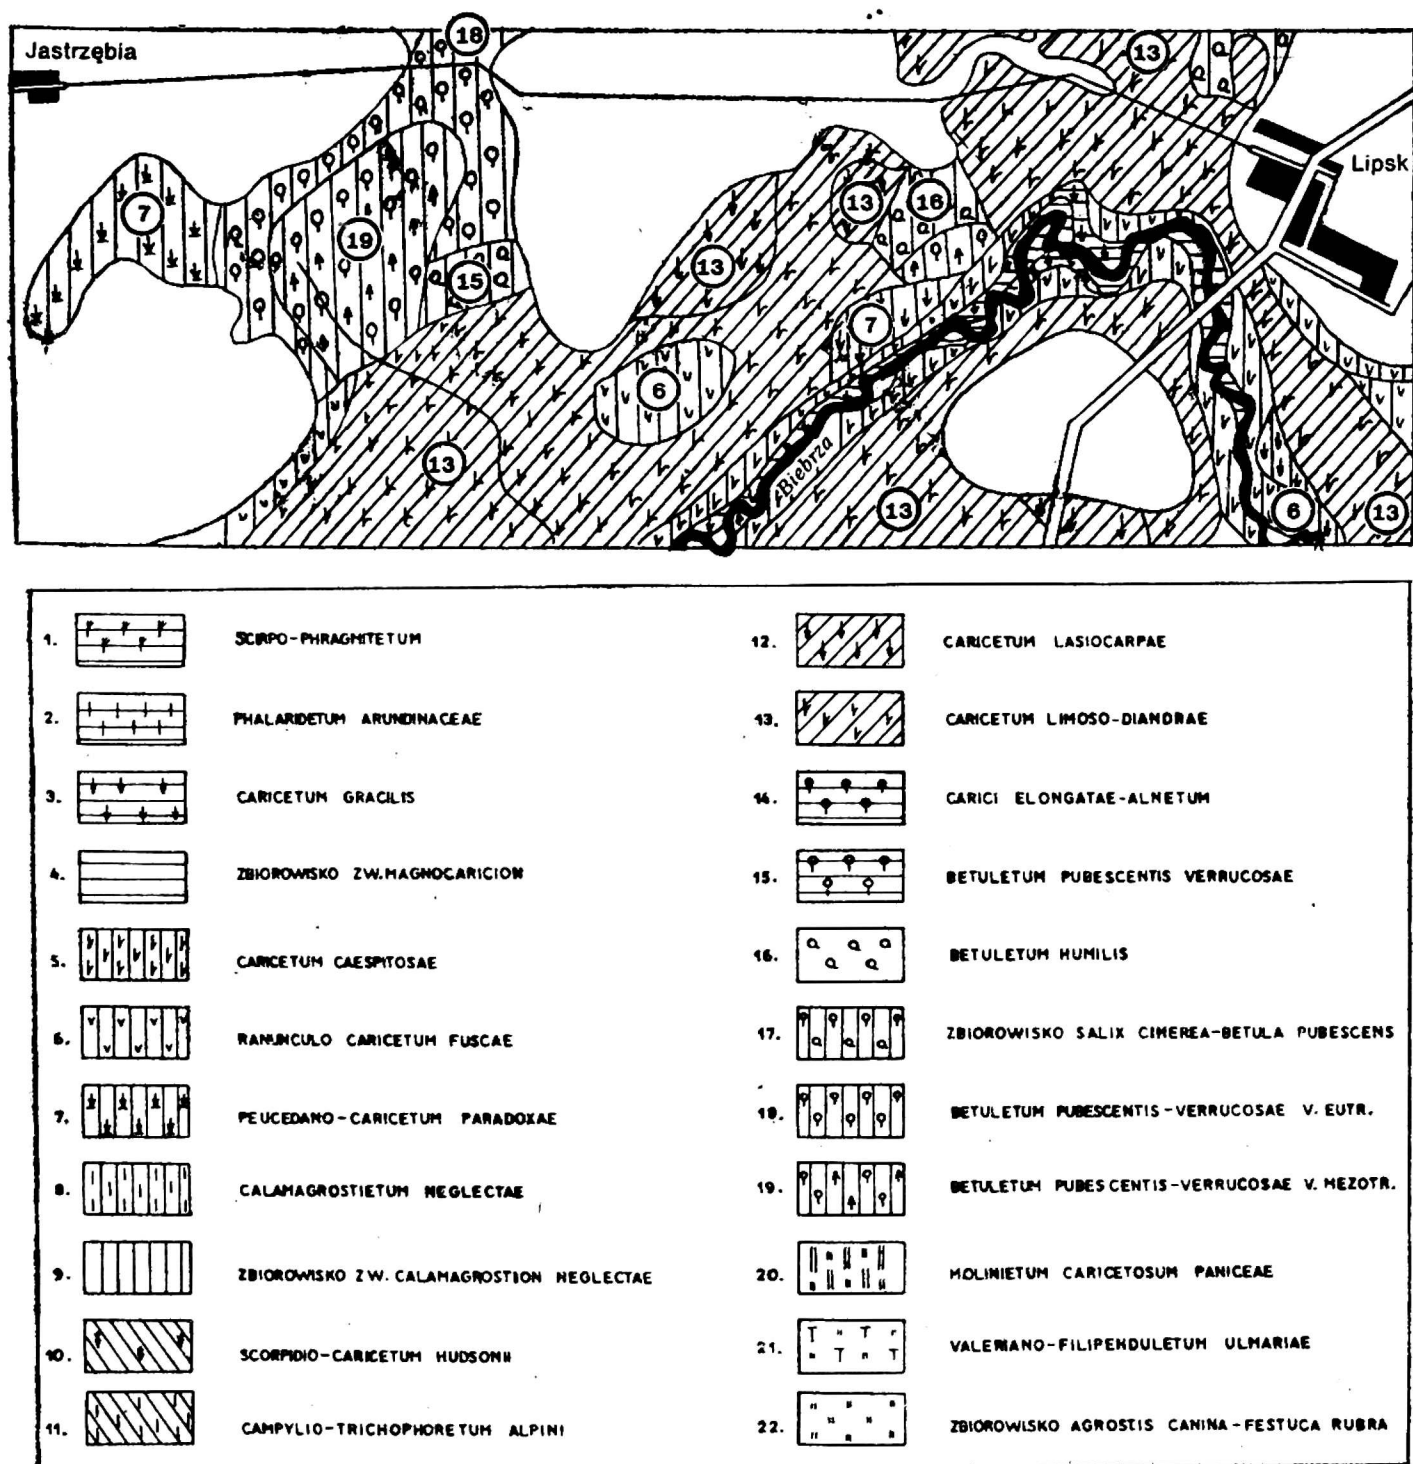 18
Jastrzębia
13
Lipsk
7
13
16
19
13
15
7
6
13
Biebrza
13
6
13
1. SCIRPO-PHRAGMITETUM
2. PHALARIDETUM ARUNDINACEAE
3. CARICETUM GRACILIS
4. ZBIOROWISKO ZW. MAGNOCARICION
5. CARICETUM CAESPITOSAE
6. RANUNCULO CARICETUM FUSCAE
7. PEUCEDANO-CARICETUM PARADOXAE
8. CALAMAGROSTIETUM NEGLECTAE
9. ZBIOROWISKO ZW. CALAMAGROSTION NEGLECTAE
10. SCORPIDIO-CARICETUM HUDSONII
11. CAMPYLIO-TRICHOPHORETUM ALPINI
12. CARICETUM LASIOCARPAE
13. CARICETUM LIMOSO-DIANDRAE
14. CARICI ELONGATAE-ALNETUM
15. BETULETUM PUBESCENTIS VERRUCOSAE
16. BETULETUM HUMILIS
17. ZBIOROWISKO SALIX CINEREA-BETULA PUBESCENS
18. BETULETUM PUBESCENTIS-VERRUCOSAE V. EUTR.
19. BETULETUM PUBESCENTIS-VERRUCOSAE V. MEZOTR.
20. MOLINIETUM CARICETOSUM PANICEAE
21. VALERIANO-FILIPENDULETUM ULMARIAE
22. ZBIOROWISKO AGROSTIS CANINA-FESTUCA RUBRA